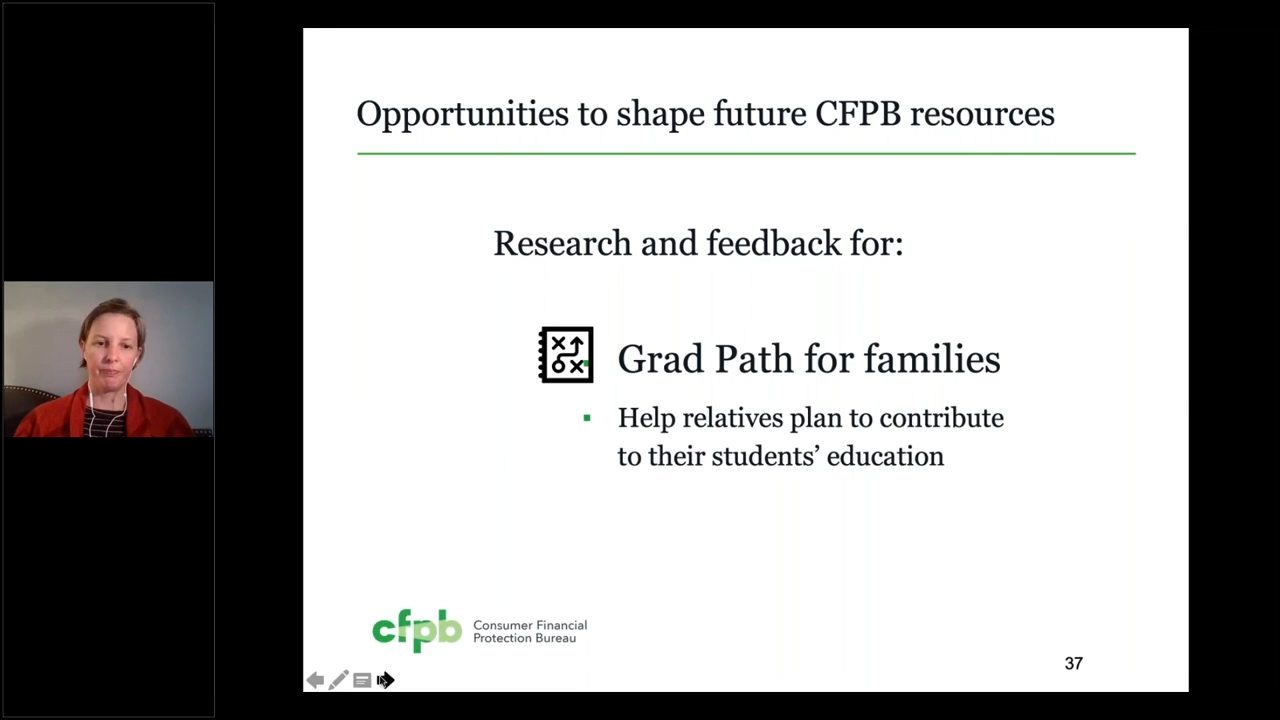 Opportunities to shape future CFPB resources
Research and feedback for:
Grad Path for families
Help relatives plan to contribute
to their students’ education
cfpb
Consumer Financial
Protection Bureau
37